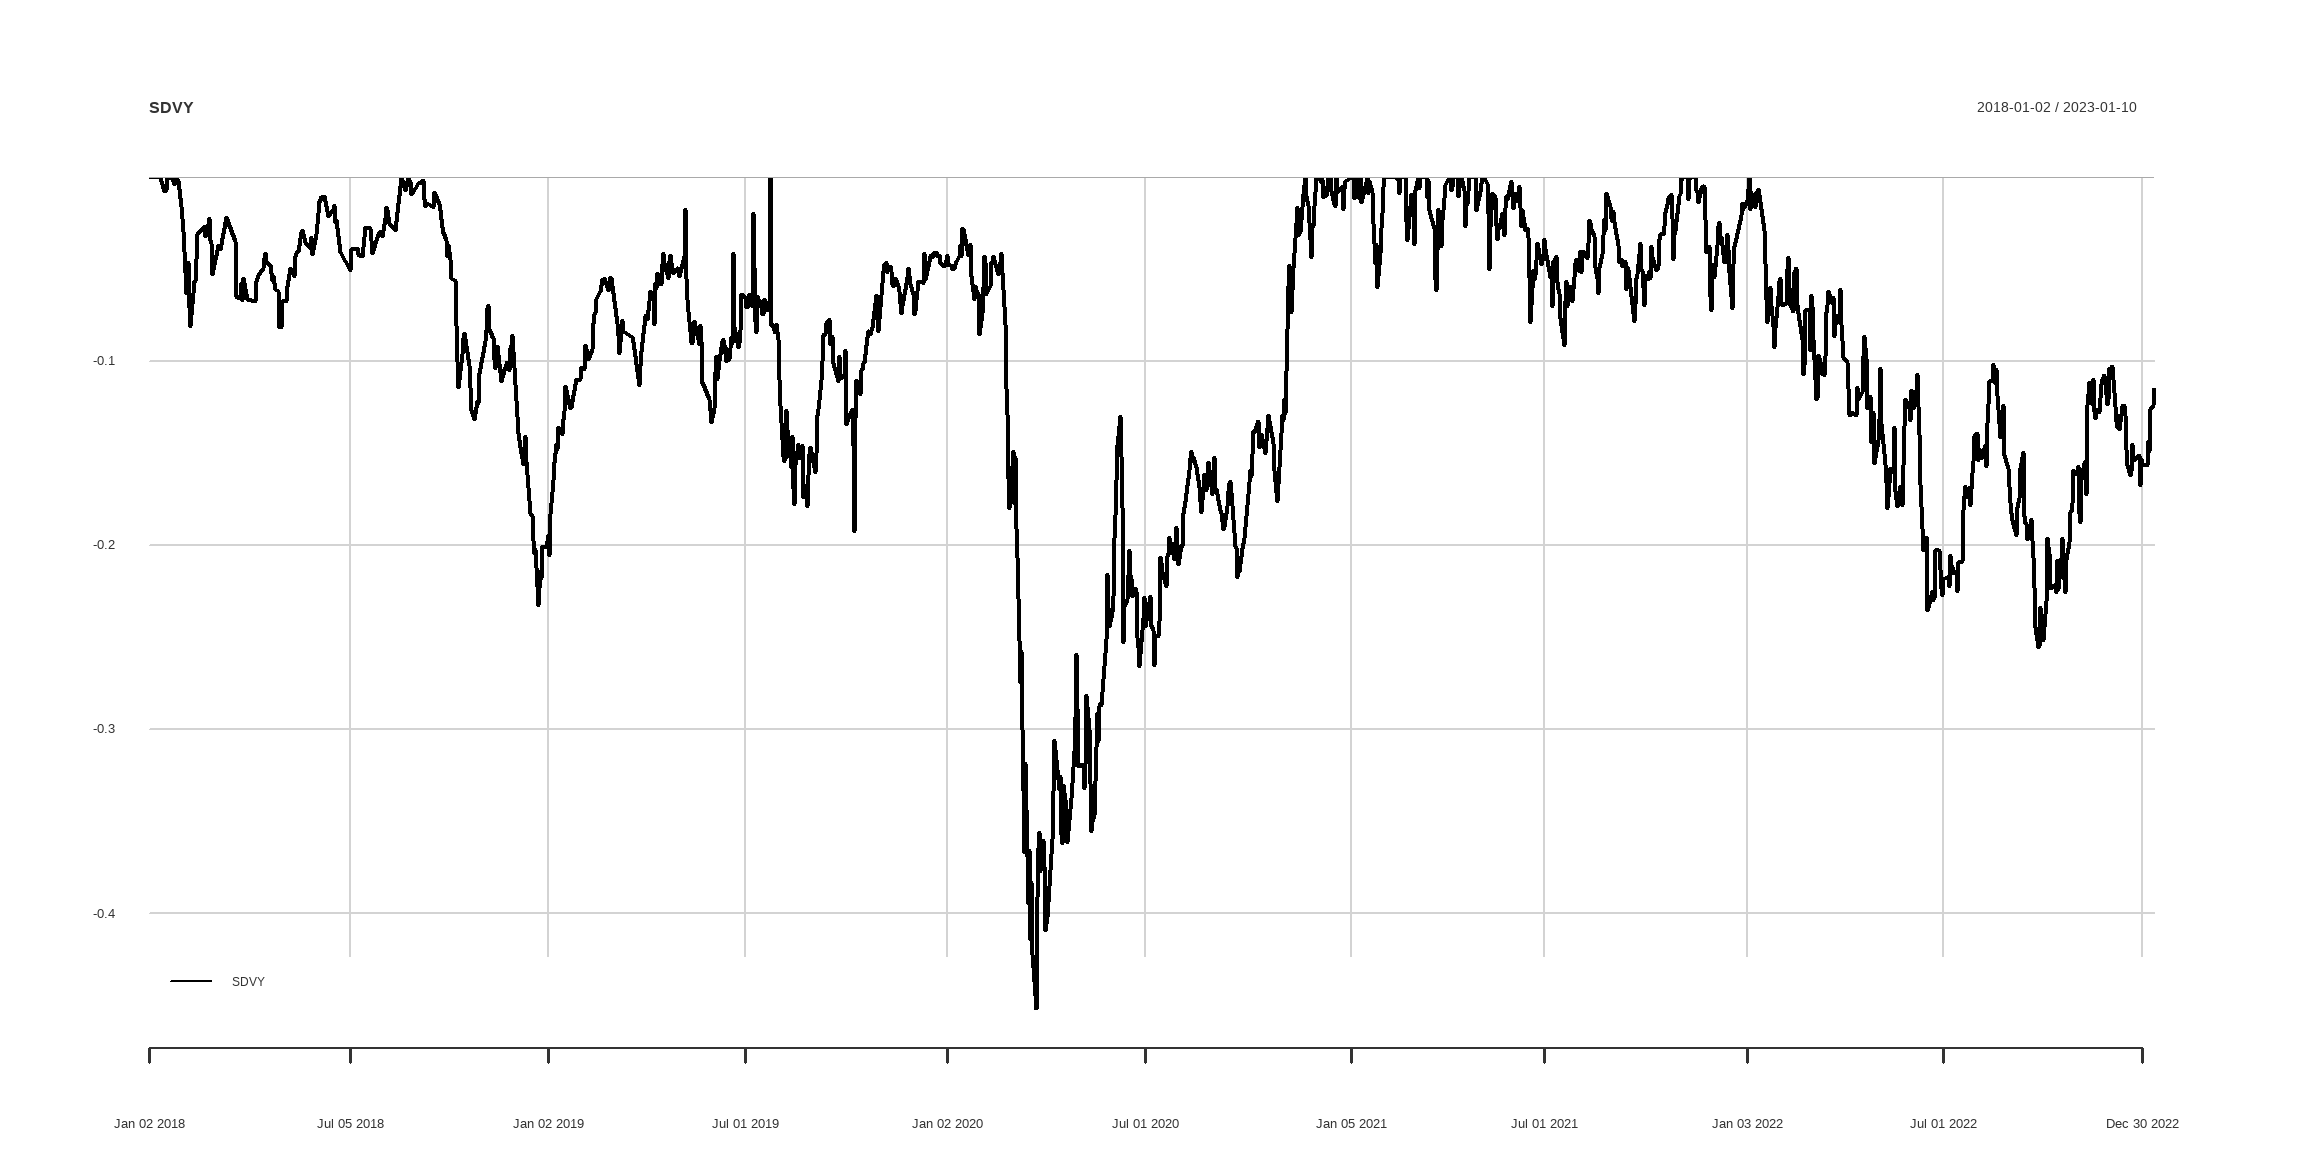 SDVY
2018-01-02 / 2023-01-10
-0.1
-0.2
-0.3
-0.4
SDVY
Jan 02 2018
Jul 05 2018
Jan 02 2019
Jul 01 2019
Jan 02 2020
Jul 01 2020
Jan 05 2021
Jul 01 2021
Jan 03 2022
Jul 01 2022
Dec 30 2022